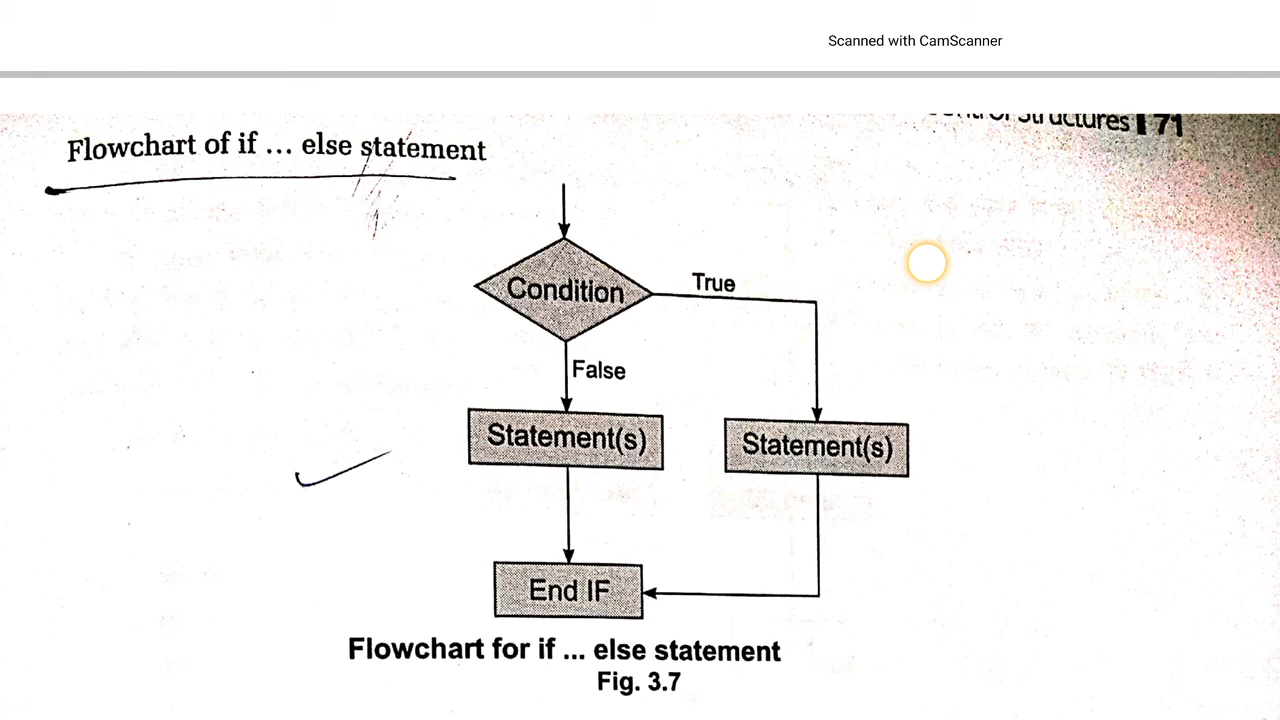 Scanned with CamScanner
Structures 71
Flowchart of if ... else statement
Condition
True
False
Statement(s)
Statement(s)
End IF
Flowchart for if ... else statement
Fig. 3.7